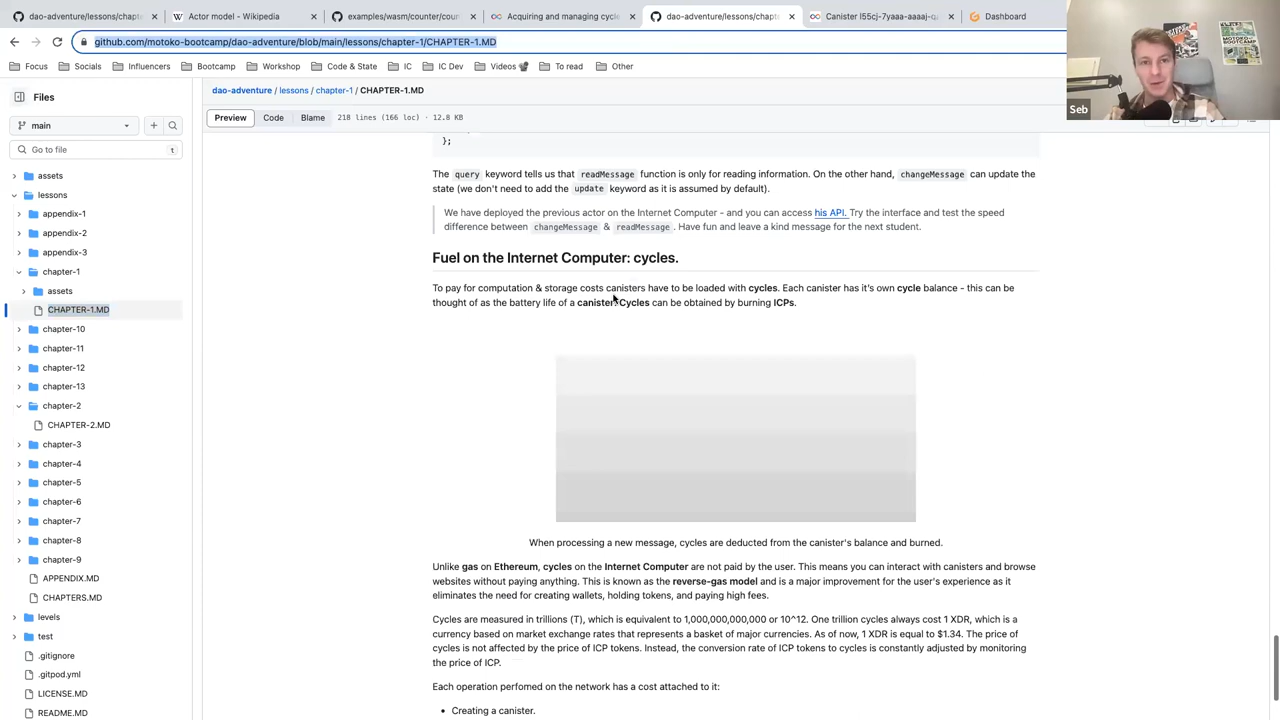 dao-adventure/lessons/chapt
Actor model - Wikipedia
examples/wasm/counter/coun
Acquiring and managing cycle
dao-adventure/lessons/chapt
Canister l55cj-7yaaa-aaaaj-q
Dashboard
github.com/motoko-bootcamp/dao-adventure/blob/main/lessons/chapter-1/CHAPTER-1.MD
Focus
Socials
Influencers
Bootcamp
Workshop
Code & State
IC
IC Dev
Videos
To read
Other
Seb
MOTOKO
Files
main
Go to file
t
assets
lessons
appendix-1
appendix-2
appendix-3
chapter-1
assets
CHAPTER-1.MD
chapter-10
chapter-11
chapter-12
chapter-13
chapter-2
CHAPTER-2.MD
chapter-3
chapter-4
chapter-5
chapter-6
chapter-7
chapter-8
chapter-9
APPENDIX.MD
CHAPTERS.MD
levels
test
.gitignore
.gitpod.yml
LICENSE.MD
README.MD
dao-adventure / lessons / chapter-1 / CHAPTER-1.MD
Preview
Code
Blame
218 lines (166 loc) · 12.8 KB
};
The query keyword tells us that readMessage function is only for reading information. On the other hand, changeMessage can update the
state (we don't need to add the update keyword as it is assumed by default).
We have deployed the previous actor on the Internet Computer - and you can access his API. Try the interface and test the speed
difference between changeMessage & readMessage . Have fun and leave a kind message for the next student.
Fuel on the Internet Computer: cycles.
To pay for computation & storage costs canisters have to be loaded with cycles. Each canister has it's own cycle balance - this can be
thought of as the battery life of a canister. Cycles can be obtained by burning ICPs.
When processing a new message, cycles are deducted from the canister's balance and burned.
Unlike gas on Ethereum, cycles on the Internet Computer are not paid by the user. This means you can interact with canisters and browse
websites without paying anything. This is known as the reverse-gas model and is a major improvement for the user's experience as it
eliminates the need for creating wallets, holding tokens, and paying high fees.
Cycles are measured in trillions (T), which is equivalent to 1,000,000,000,000 or 10^12. One trillion cycles always cost 1 XDR, which is a
currency based on market exchange rates that represents a basket of major currencies. As of now, 1 XDR is equal to $1.34. The price of
cycles is not affected by the price of ICP tokens. Instead, the conversion rate of ICP tokens to cycles is constantly adjusted by monitoring
the price of ICP.
Each operation perfomed on the network has a cost attached to it:
• Creating a canister.